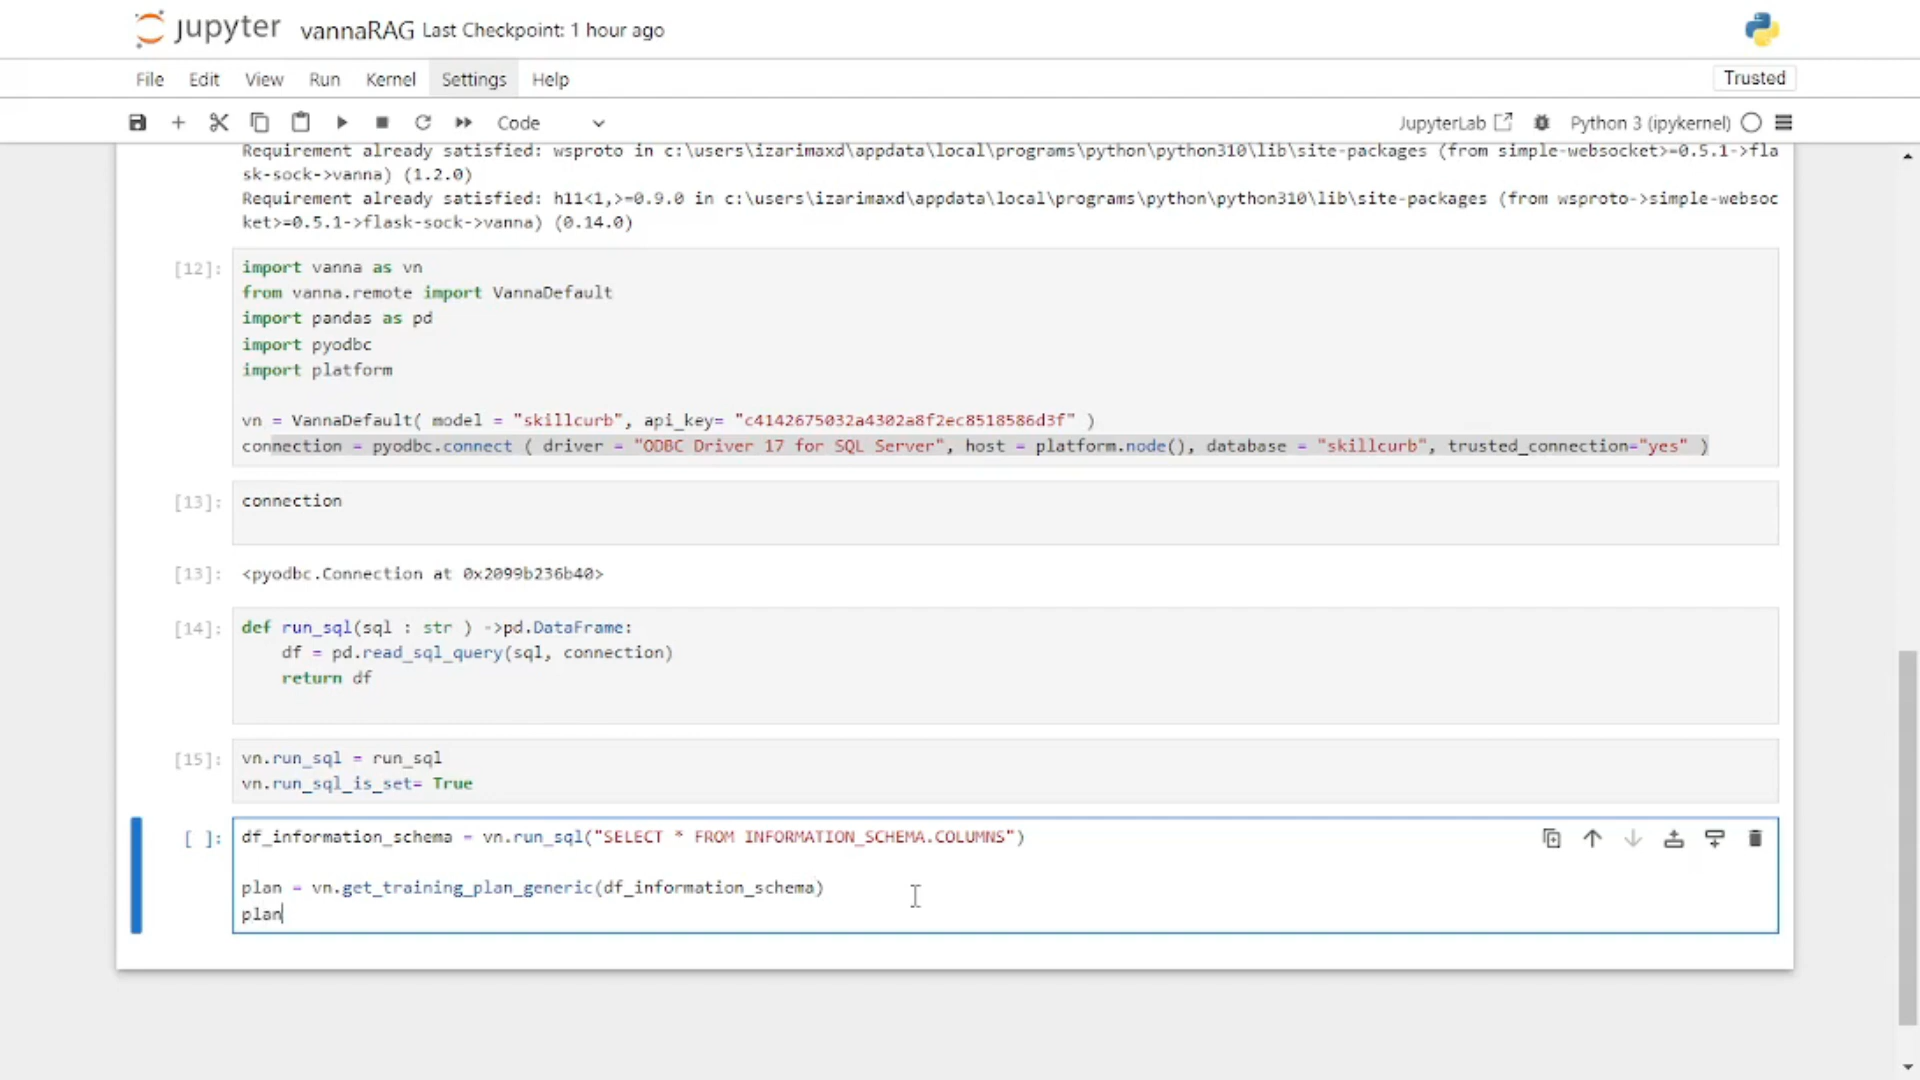 jupyter vannaRAG Last Checkpoint: 1 hour ago
File Edit View Run Kernel Settings Help Trusted
Code JupyterLab Python 3 (ipykernel)
Requirement already satisfied: wsproto in c:\users\izarimaxd\appdata\local\programs\python\python310\lib\site-packages (from simple-websocket>=0.5.1->fla
sk-sock->vanna) (1.2.0)
Requirement already satisfied: h11<1,>=0.9.0 in c:\users\izarimaxd\appdata\local\programs\python\python310\lib\site-packages (from wsproto->simple-websoc
ket>=0.5.1->flask-sock->vanna) (0.14.0)
[12]: import vanna as vn
from vanna.remote import VannaDefault
import pandas as pd
import pyodbc
import platform
vn = VannaDefault( model = "skillcurb", api_key= "c4142675032a4302a8f2ec8518586d3f" )
connection = pyodbc.connect ( driver = "ODBC Driver 17 for SQL Server", host = platform.node(), database = "skillcurb", trusted_connection="yes" )
[13]: connection
[13]: <pyodbc.Connection at 0x2099b236b40>
[14]: def run_sql(sql : str ) ->pd.DataFrame:
df = pd.read_sql_query(sql, connection)
return df
[15]: vn.run_sql = run_sql
vn.run_sql_is_set= True
[ ]: df_information_schema = vn.run_sql("SELECT * FROM INFORMATION_SCHEMA.COLUMNS")
plan = vn.get_training_plan_generic(df_information_schema)
plan